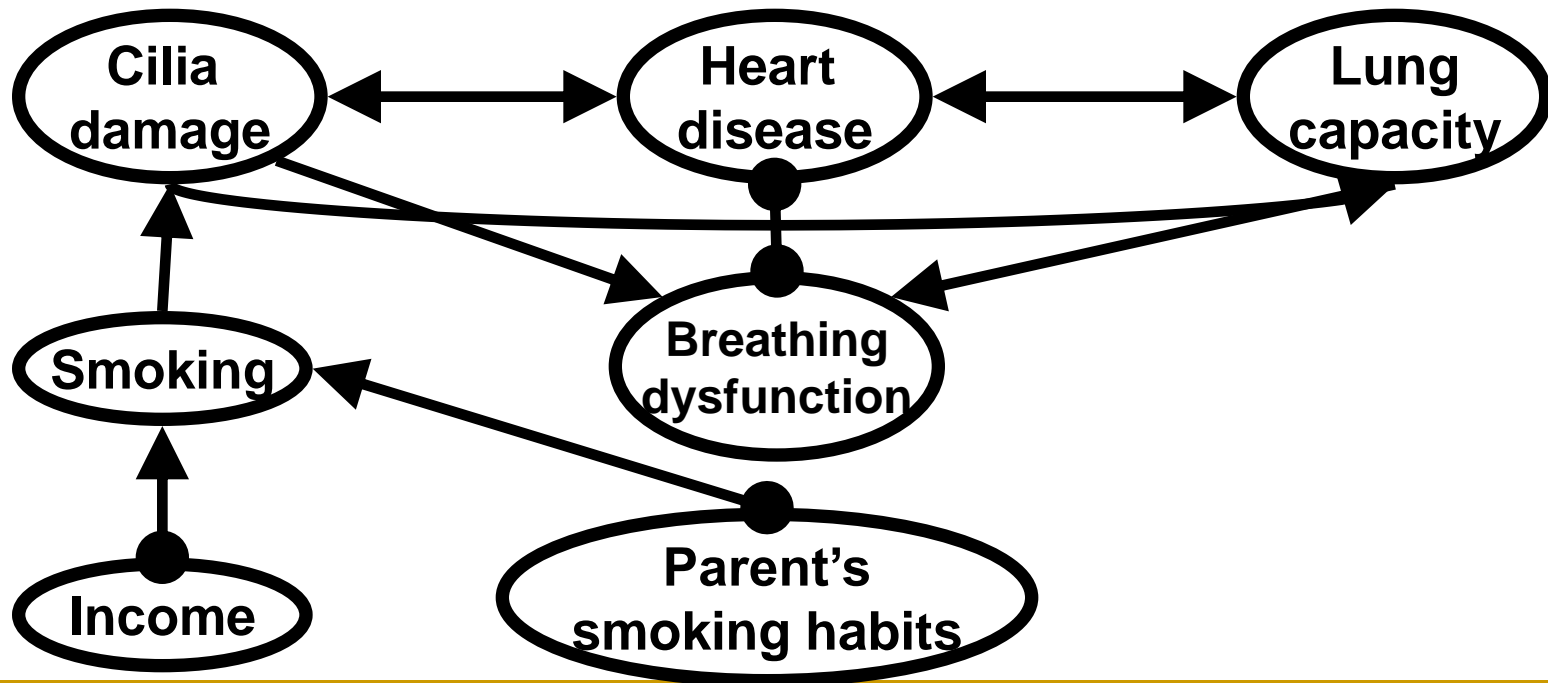 Cilia
damage
Heart
disease
Lung
capacity
Smoking
Breathing
dysfunction
Income
Parent’s
smoking habits